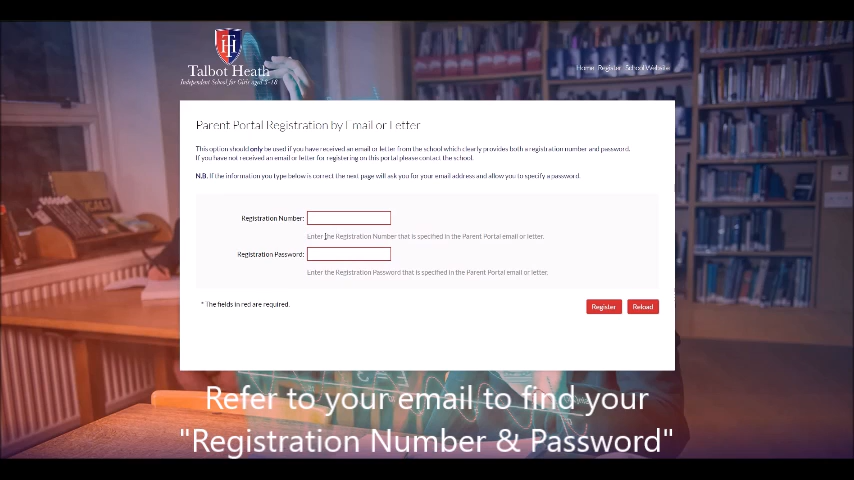 TH
Talbot Heath
Independent School for Girls aged 3-18
Home Register School Website
Parent Portal Registration by Email or Letter
This option should only be used if you have received an email or letter from the school which clearly provides both a registration number and password.
If you have not received an email or letter for registering on this portal please contact the school.
N.B. If the information you type below is correct the next page will ask you for your email address and allow you to specify a password.
Registration Number:
Enter the Registration Number that is specified in the Parent Portal email or letter.
Registration Password:
Enter the Registration Password that is specified in the Parent Portal email or letter.
* The fields in red are required.
Register Reload
Refer to your email to find your
"Registration Number & Password"